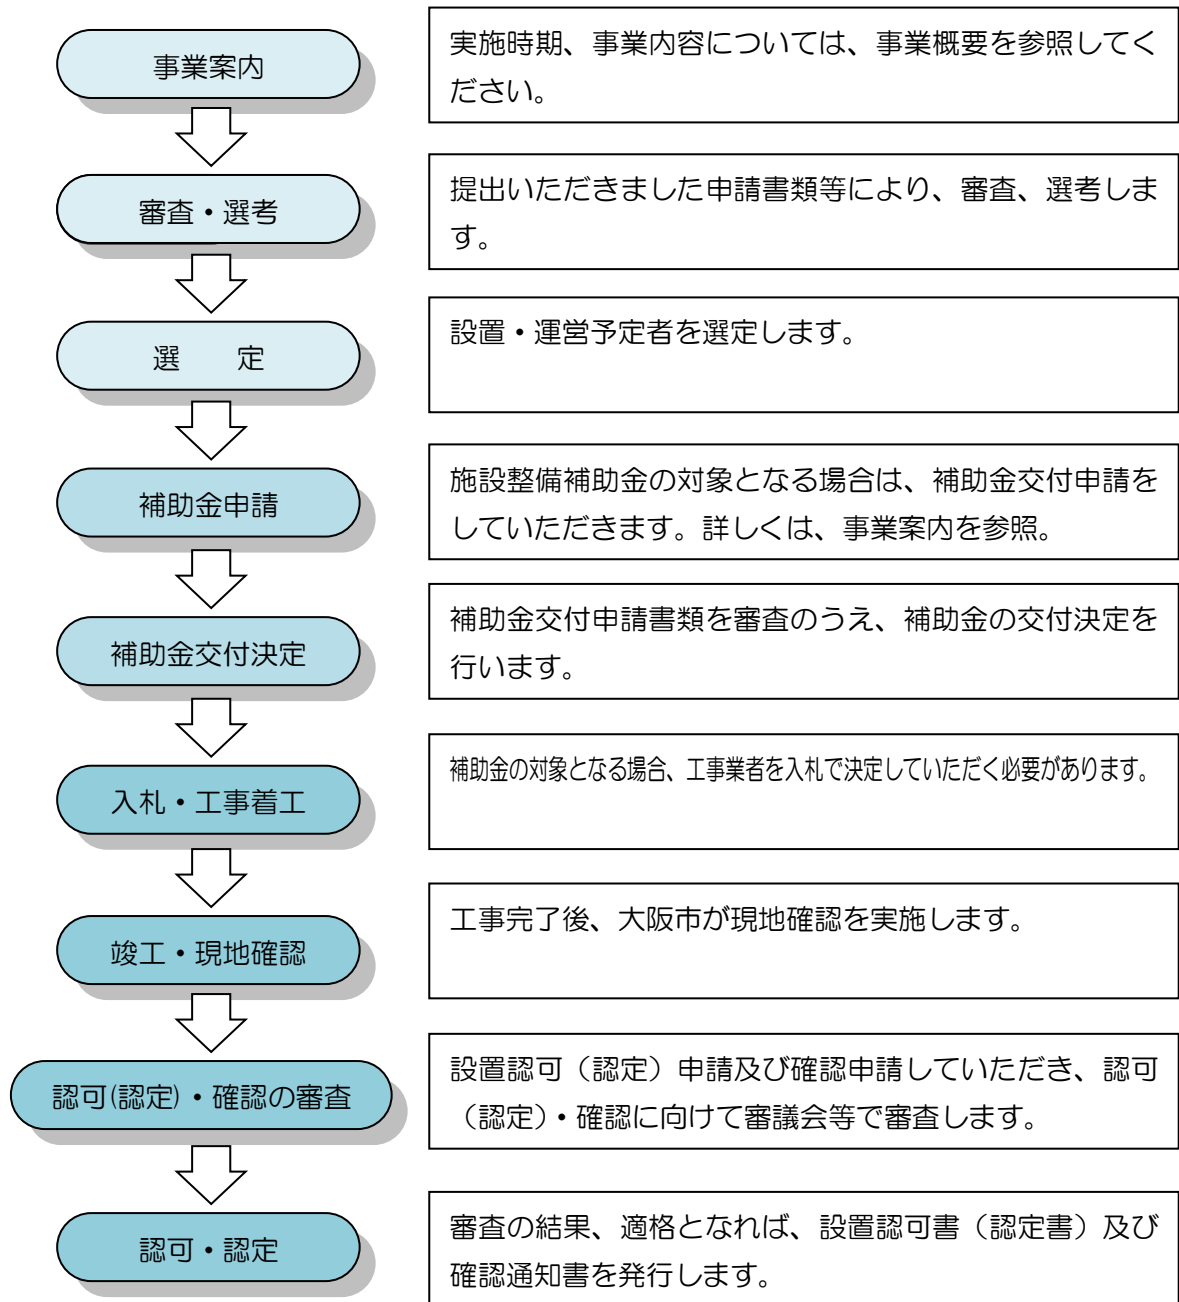 事業案内
実施時期、事業内容については、事業概要を参照してく
ださい。
審査・選考
提出いただきました申請書類等により、審査、選考しま
す。
選　　定
設置・運営予定者を選定します。
補助金申請
施設整備補助金の対象となる場合は、補助金交付申請を
していただきます。詳しくは、事業案内を参照。
補助金交付決定
補助金交付申請書類を審査のうえ、補助金の交付決定を
行います。
入札・工事着工
補助金の対象となる場合、工事業者を入札で決定していただく必要があります。
竣工・現地確認
工事完了後、大阪市が現地確認を実施します。
認可(認定)・確認の審査
設置認可（認定）申請及び確認申請していただき、認可
（認定）・確認に向けて審議会等で審査します。
認可・認定
審査の結果、適格となれば、設置認可書（認定書）及び
確認通知書を発行します。